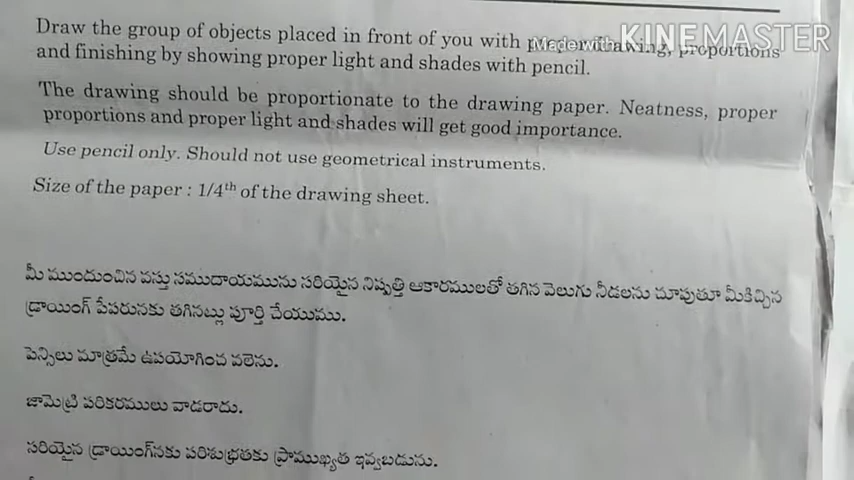 Draw the group of objects placed in front of you with proper drawing, proportions
and finishing by showing proper light and shades with pencil.
Made with KINEMASTER
The drawing should be proportionate to the drawing paper. Neatness, proper
proportions and proper light and shades will get good importance.
Use pencil only. Should not use geometrical instruments.
Size of the paper : 1/4th of the drawing sheet.
మీ ముందుంచిన వస్తు సముదాయమును సరియైన నిష్పత్తి ఆకారములతో తగిన వెలుగు నీడలను చూపుతూ మీకిచ్చిన
డ్రాయింగ్ పేపరునకు తగినట్లు పూర్తి చేయుము.
పెన్సిలు మాత్రమే ఉపయోగించ వలెను.
జామెట్రి పరికరములు వాడరాదు.
సరియైన డ్రాయింగ్‌నకు పరిశుభ్రతకు ప్రాముఖ్యత ఇవ్వబడును.